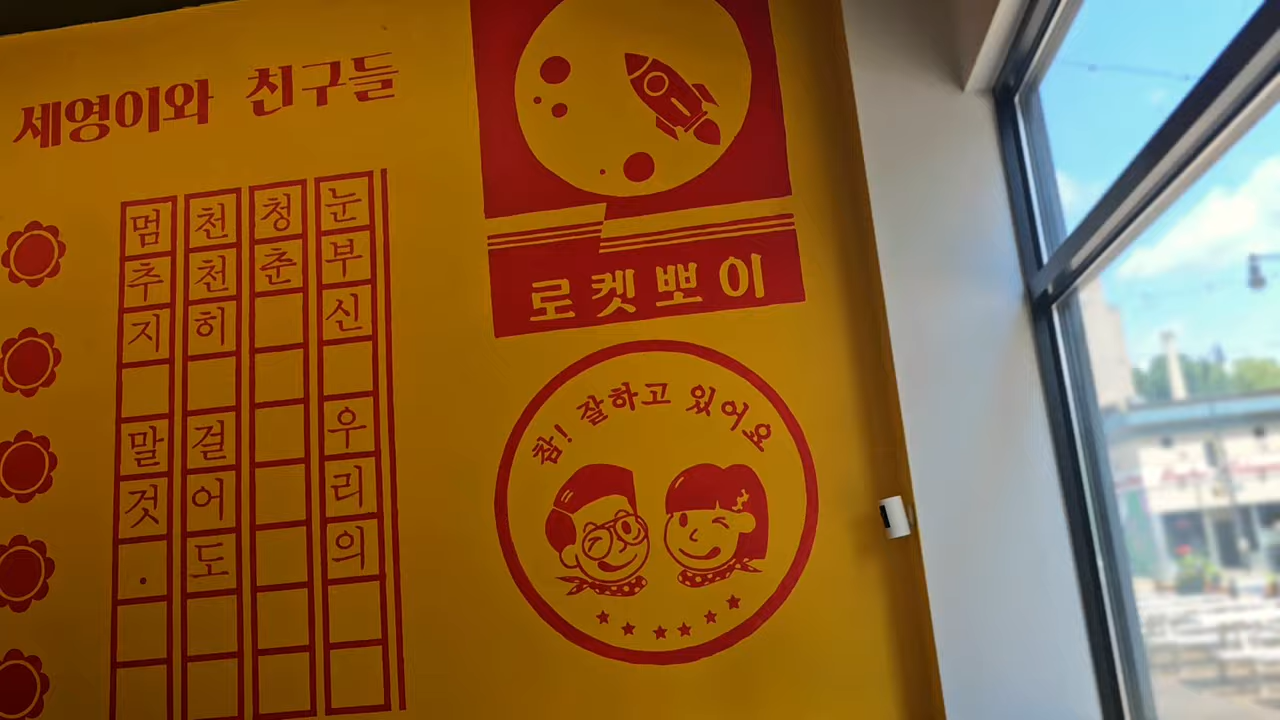 세영이와 친구들
눈부신 우리의
청춘
천천히 걸어도
멈추지 말것.
로켓뽀이
참! 잘하고 있어요